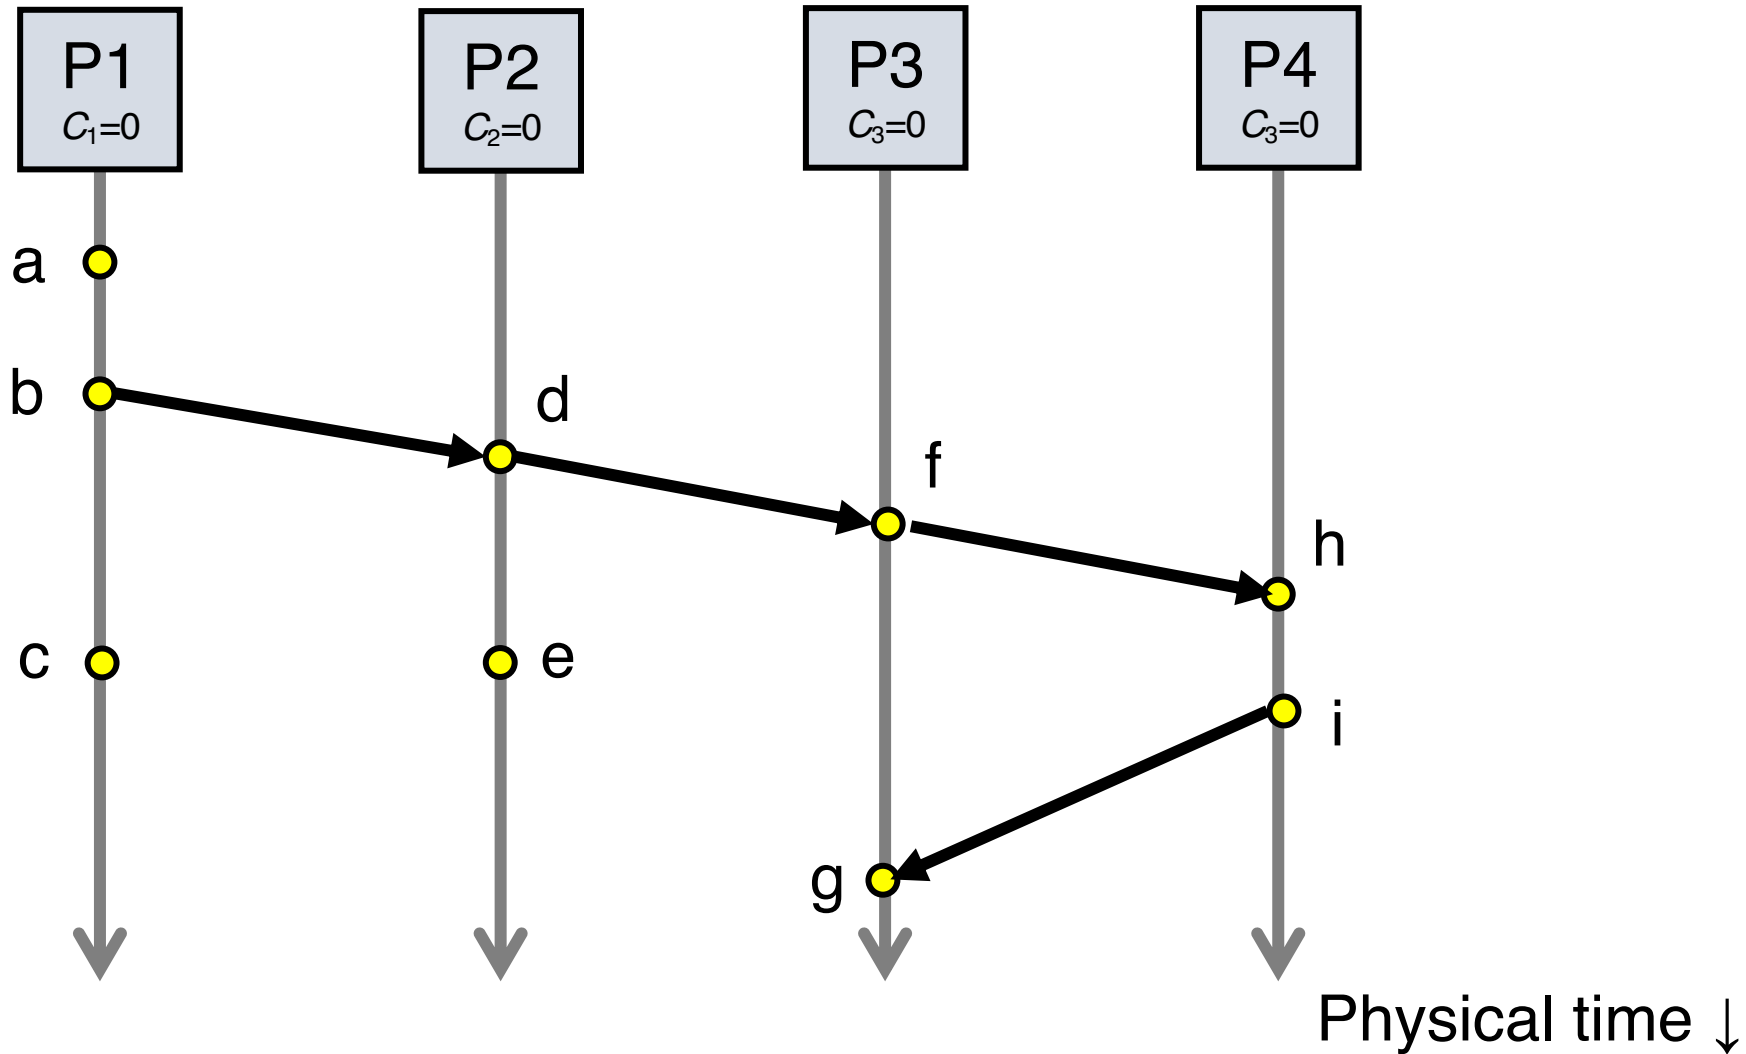 P1
C₁=0
P2
C₂=0
P3
C₃=0
P4
C₃=0
a
b
d
f
h
c
e
i
g
Physical time ↓